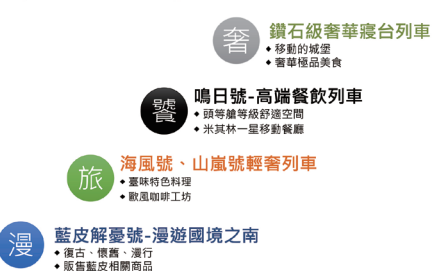 奢
鑽石級奢華寢台列車
◆ 移動的城堡
◆ 奢華極品美食
饕
鳴日號-高端餐飲列車
◆ 頭等艙等級舒適空間
◆ 米其林一星移動餐廳
旅
海風號、山嵐號輕奢列車
◆ 臺味特色料理
◆ 歐風咖啡工坊
漫
藍皮解憂號-漫遊國境之南
◆ 復古、懷舊、漫行
◆ 販售藍皮相關商品